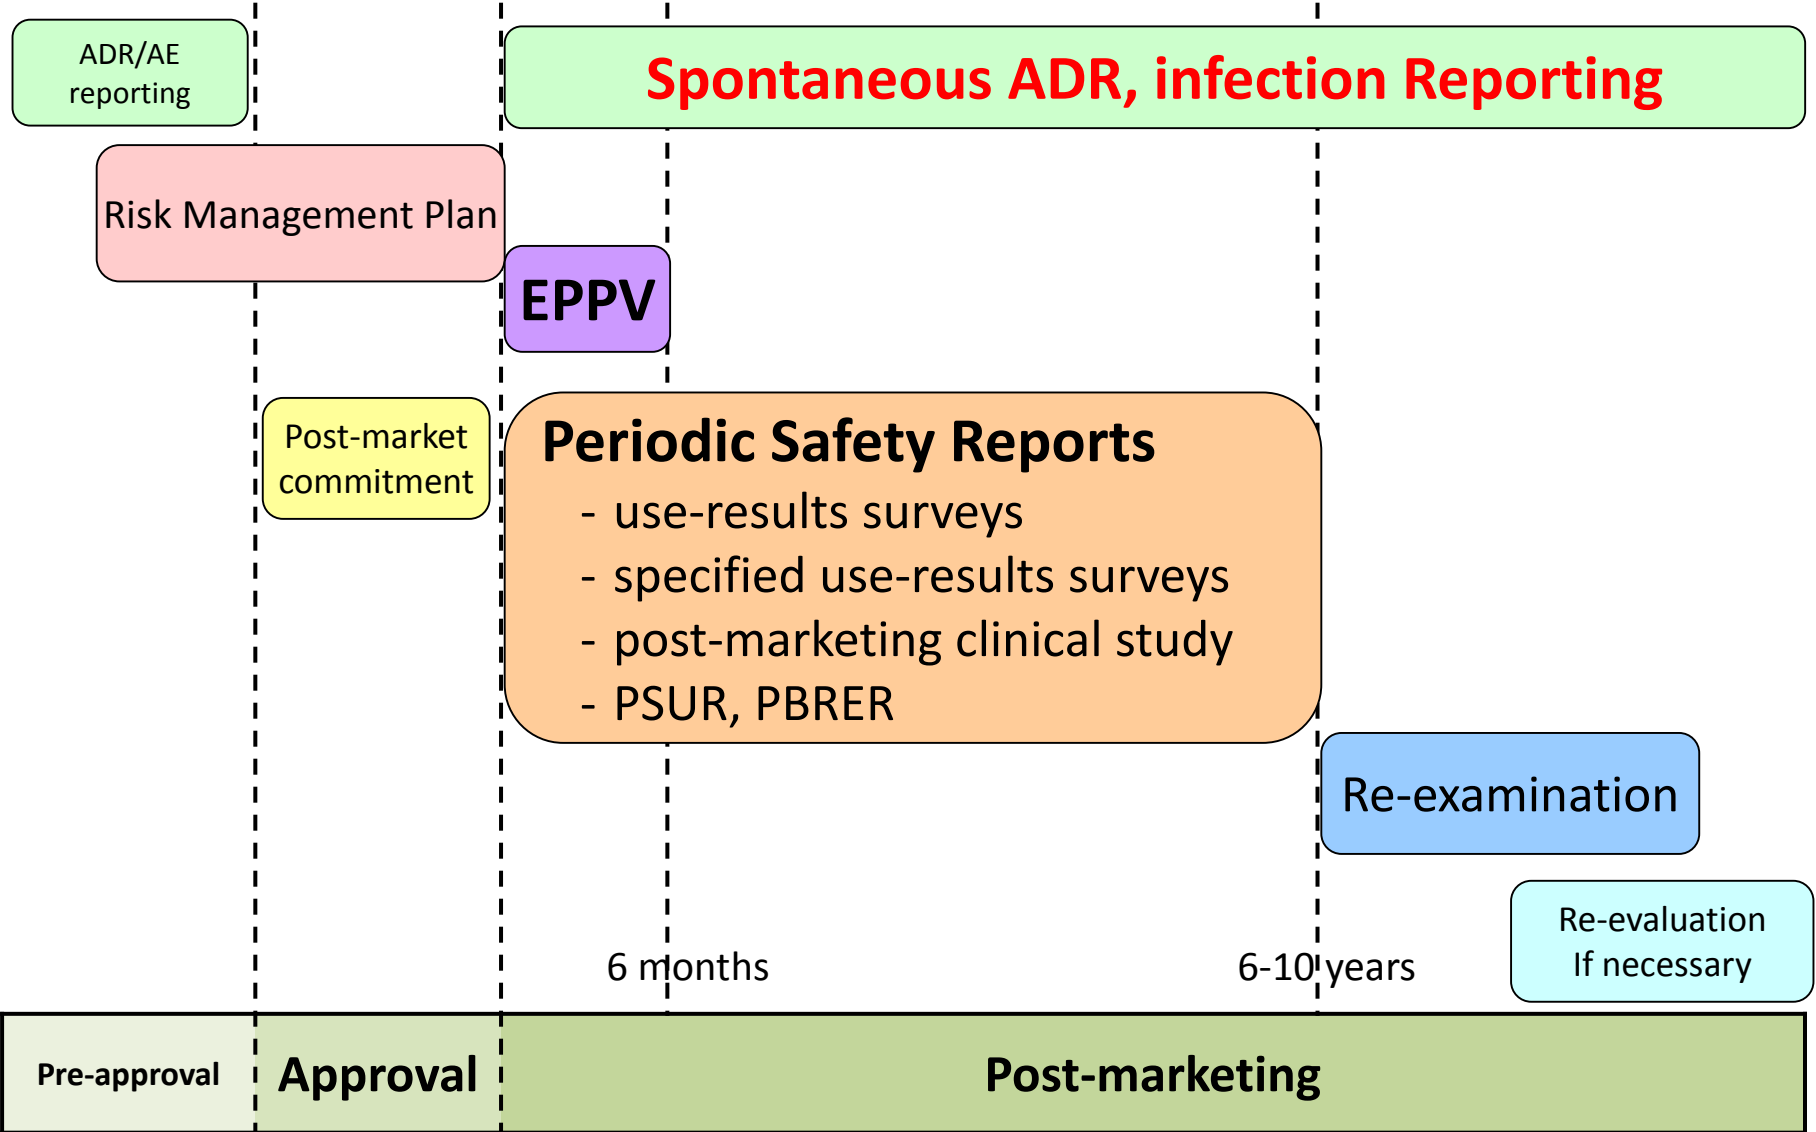 ADR/AE
reporting
Spontaneous ADR, infection Reporting
Risk Management Plan
EPPV
Post-market
commitment
Periodic Safety Reports
- use-results surveys
- specified use-results surveys
- post-marketing clinical study
- PSUR, PBRER
Re-examination
Re-evaluation
If necessary
6 months
6-10 years
Pre-approval
Approval
Post-marketing